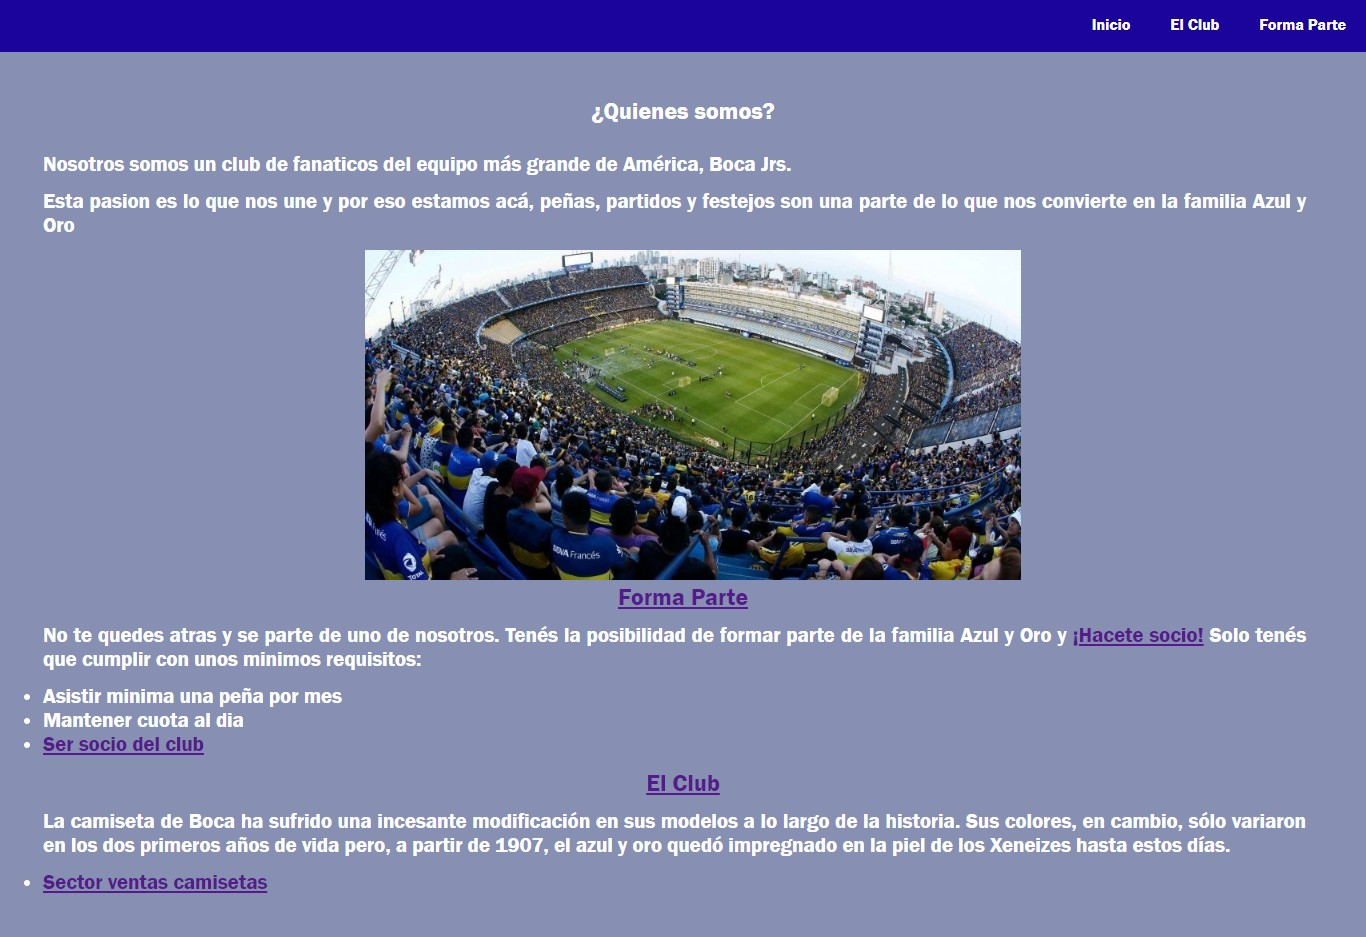 Inicio El Club Forma Parte
¿Quienes somos?
Nosotros somos un club de fanaticos del equipo más grande de América, Boca Jrs.
Esta pasion es lo que nos une y por eso estamos acá, peñas, partidos y festejos son una parte de lo que nos convierte en la familia Azul y
Oro
BBVA Francés
TOTAL
Forma Parte
No te quedes atras y se parte de uno de nosotros. Tenés la posibilidad de formar parte de la familia Azul y Oro y ¡Hacete socio! Solo tenés
que cumplir con unos minimos requisitos:
Asistir minima una peña por mes
Mantener cuota al dia
Ser socio del club
El Club
La camiseta de Boca ha sufrido una incesante modificación en sus modelos a lo largo de la historia. Sus colores, en cambio, sólo variaron
en los dos primeros años de vida pero, a partir de 1907, el azul y oro quedó impregnado en la piel de los Xeneizes hasta estos días.
Sector ventas camisetas